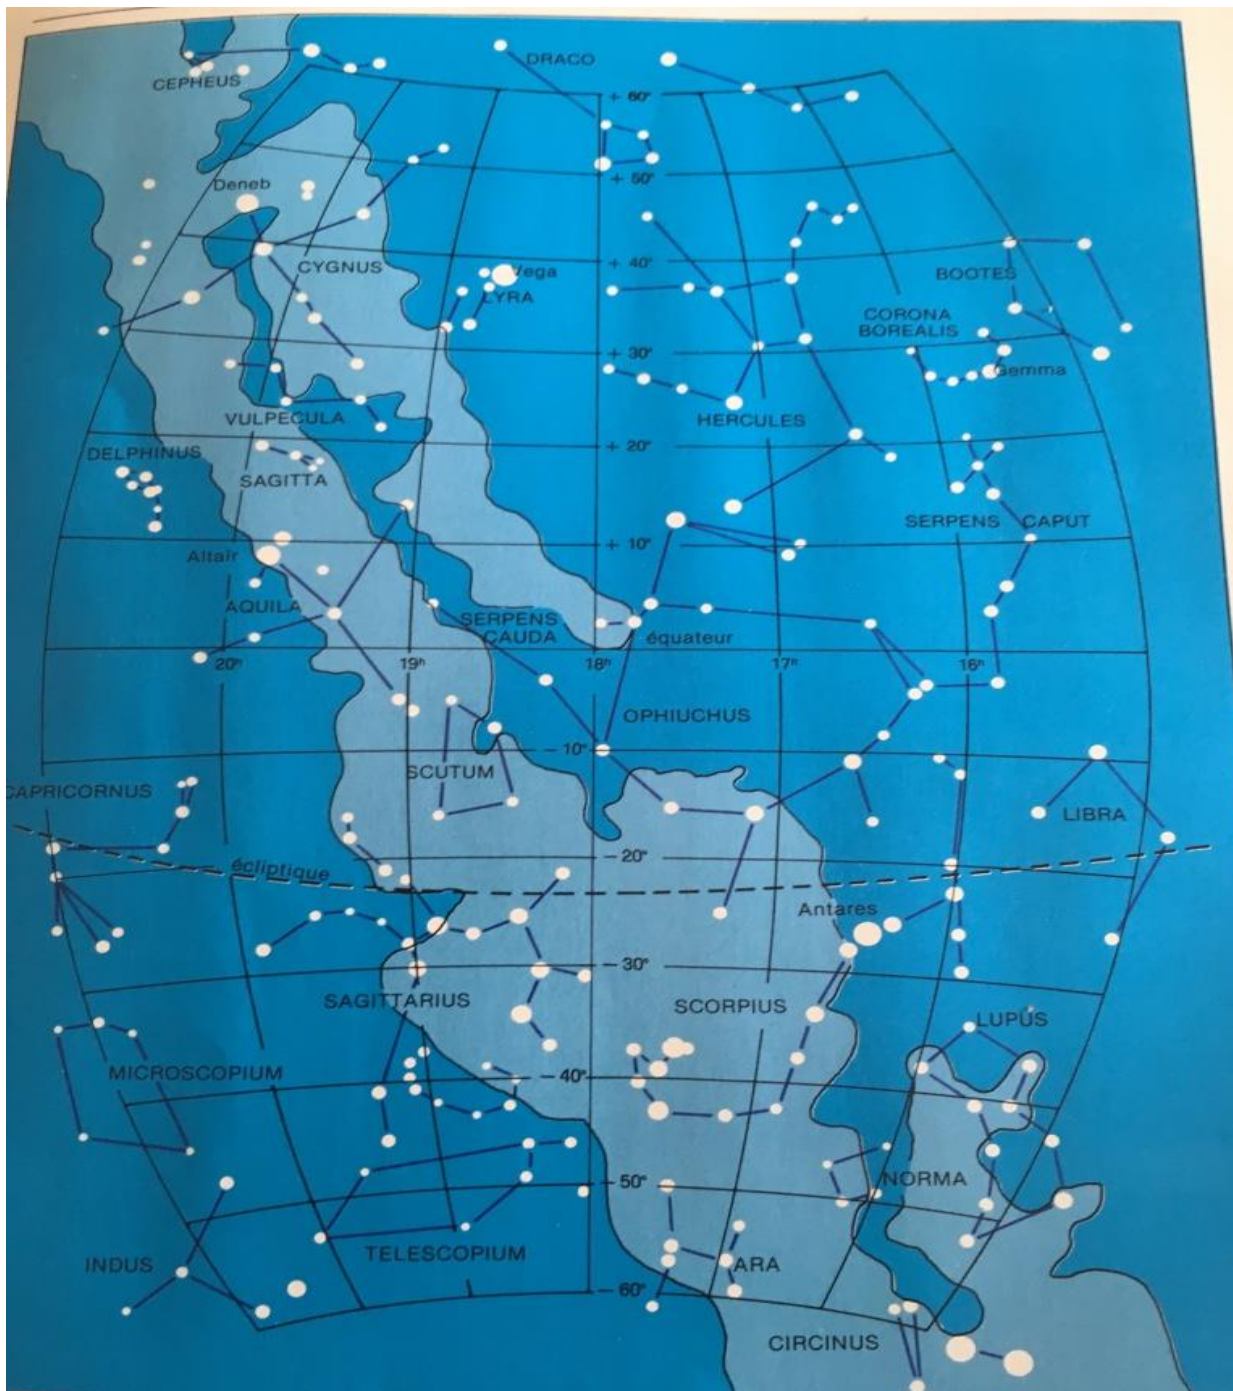 DRACO
CEPHEUS
+ 60°
+ 50°
Deneb
CYGNUS
+ 40°
Vega
LYRA
BOOTES
CORONA
BOREALIS
+ 30°
Gemma
VULPECULA
HERCULES
DELPHINUS
+ 20°
SAGITTA
SERPENS CAPUT
+ 10°
Altaïr
AQUILA
SERPENS
CAUDA
équateur
20h
19h
18h
17h
16h
OPHIUCHUS
- 10°
SCUTUM
CAPRICORNUS
LIBRA
- 20°
écliptique
Antares
- 30°
SAGITTARIUS
SCORPIUS
LUPUS
MICROSCOPIUM
- 40°
NORMA
- 50°
TELESCOPIUM
INDUS
ARA
- 60°
CIRCINUS